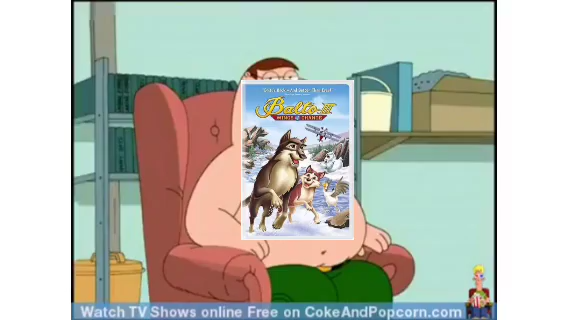 Balto III
WINGS OF CHANGE
Watch TV Shows online Free on CokeAndPopcorn.com